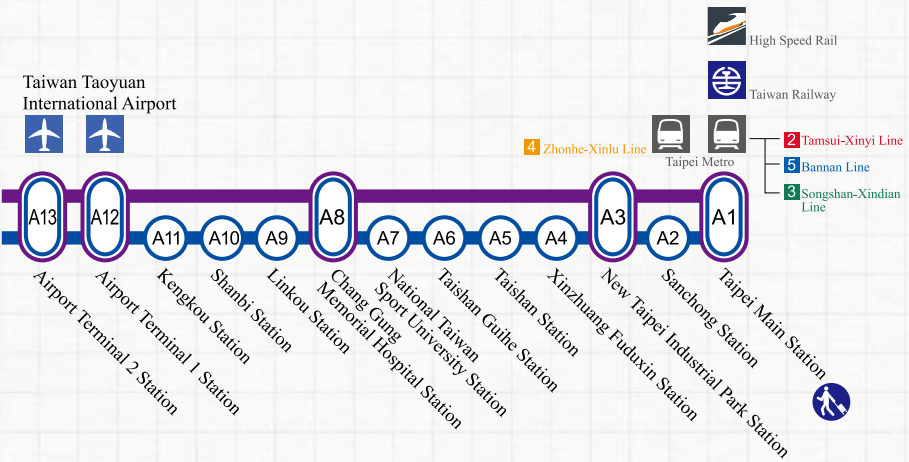 High Speed Rail
Taiwan Railway
Taiwan Taoyuan
International Airport
4 Zhonhe-Xinlu Line
Taipei Metro
2 Tamsui-Xinyi Line
5 Bannan Line
3 Songshan-Xindian
Line
A13
A12
A11
A10
A9
A8
A7
A6
A5
A4
A3
A2
A1
Airport Terminal 2 Station
Airport Terminal 1 Station
Kengkou Station
Shanbi Station
Linkou Station
Chang Gung
Memorial Hospital Station
National Taiwan
Sport University Station
Taishan Guihe Station
Taishan Station
Xinzhuang Fuduxin Station
New Taipei Industrial Park Station
Sanchong Station
Taipei Main Station